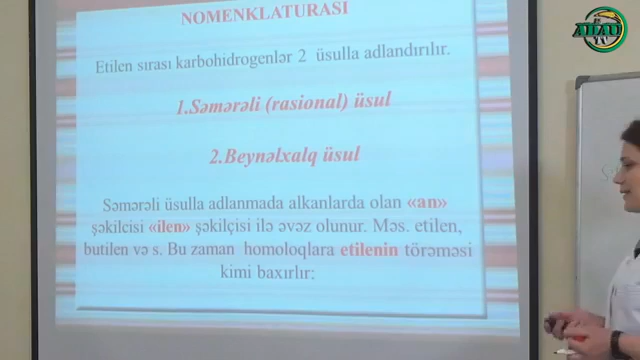 NOMENKLATURASI
Etilen sırası karbohidrogenlər 2 üsulla adlandırılır.
1.Səmərəli (rasional) üsul
2.Beynəlxalq üsul
Səmərəli üsulla adlanmada alkanlarda olan «an»
şəkilcisi «ilen» şəkilçisi ilə əvəz olunur. Məs. etilen,
butilen və s. Bu zaman homoloqlara etilenin törəməsi
kimi baxırlır:
ADAU